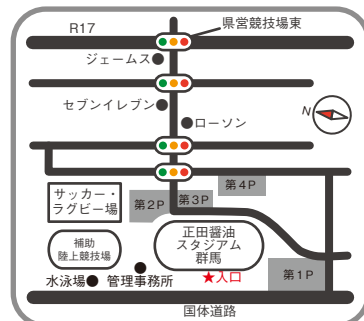 R17
県営競技場東
ジェームス
セブンイレブン
ローソン
N
サッカー・
ラグビー場
第2P
第3P
第4P
補助
陸上競技場
正田醤油
スタジアム
群馬
第1P
水泳場
管理事務所
★入口
国体道路